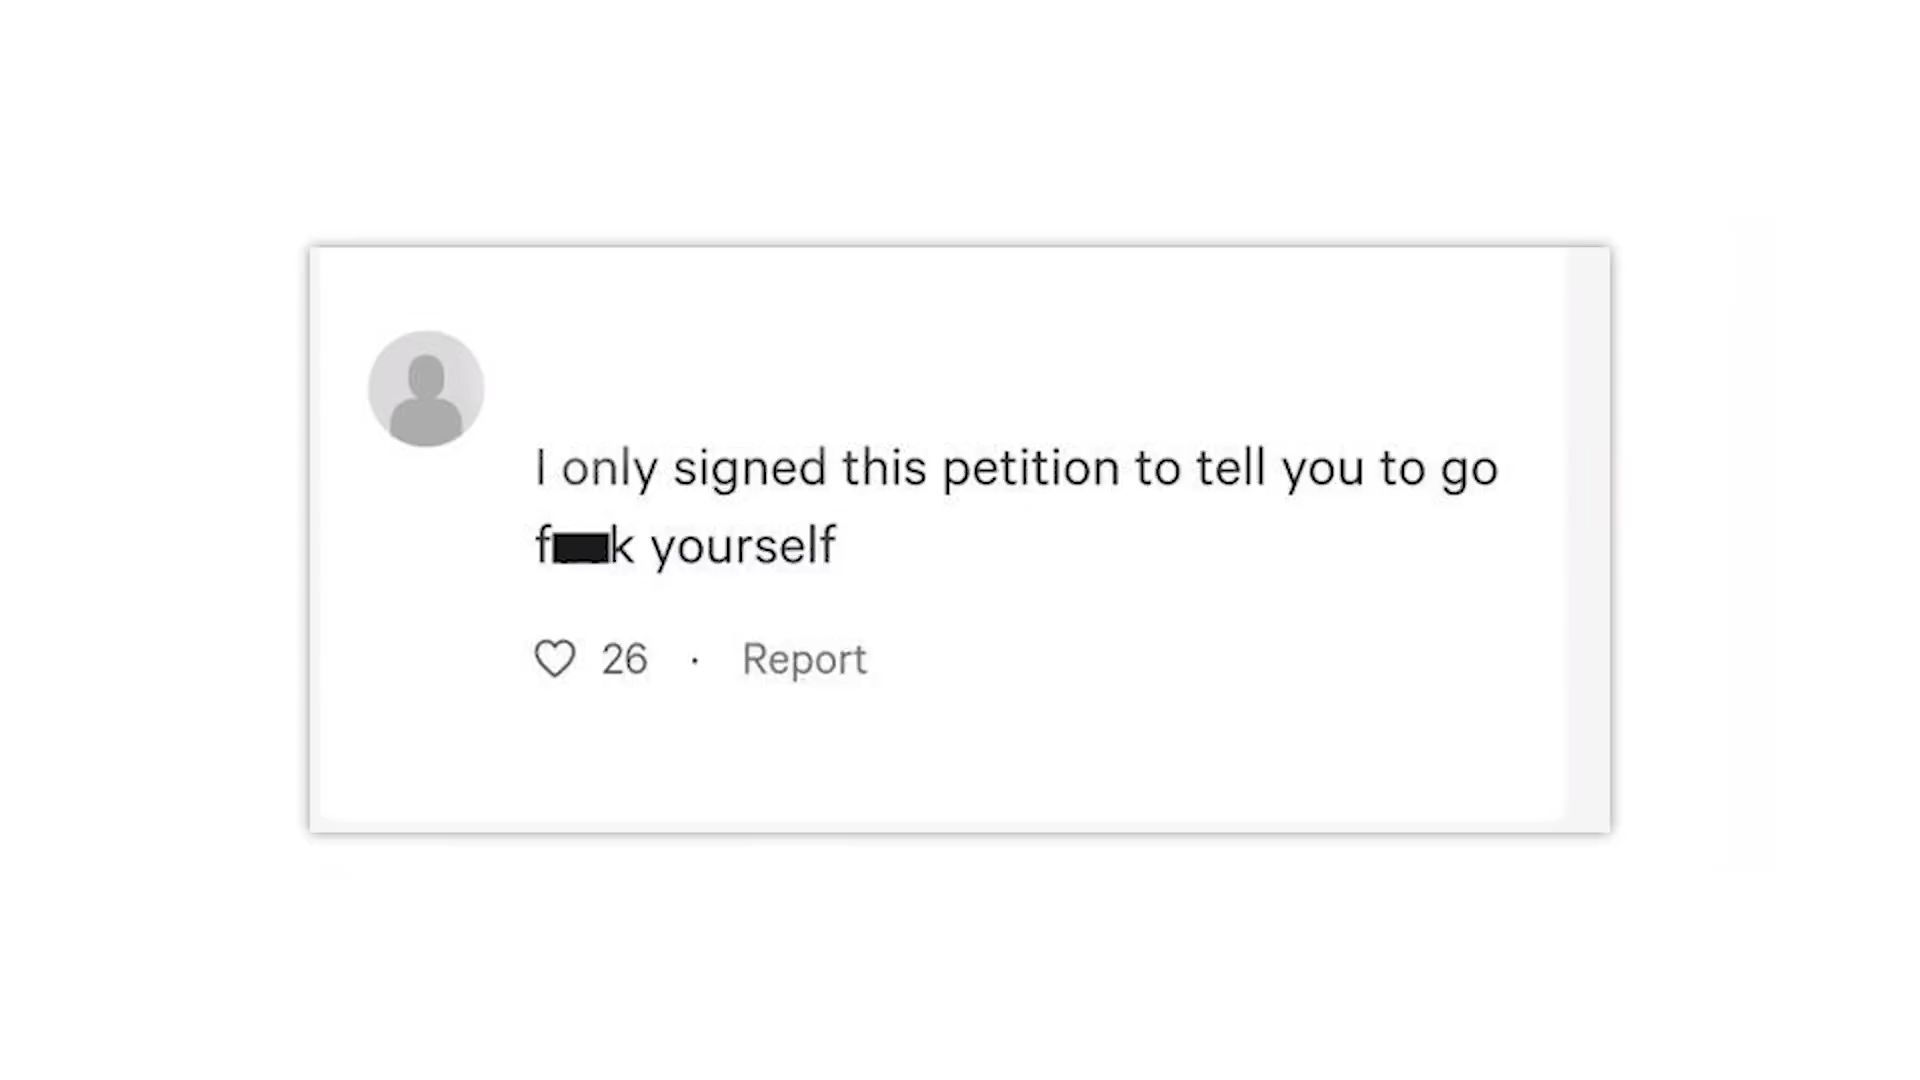 I only signed this petition to tell you to go
f██k yourself
26 · Report